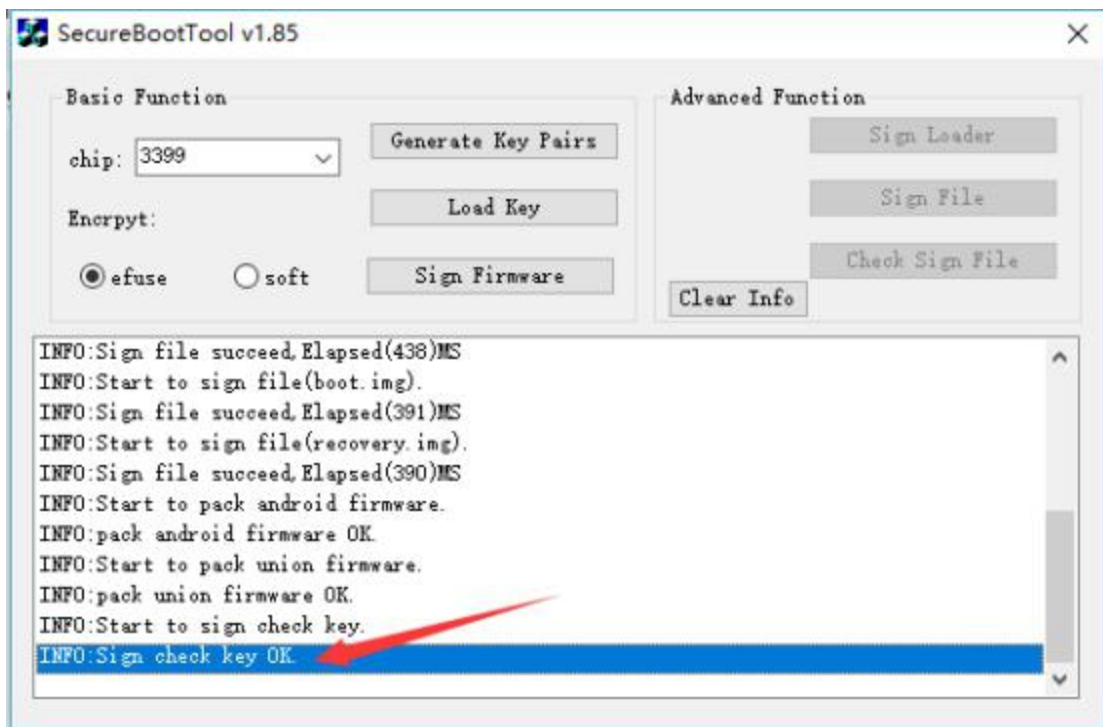 SecureBootTool v1.85
Basic Function
chip: 3399
Generate Key Pairs
Load Key
Encrpyt:
efuse
soft
Sign Firmware
Advanced Function
Sign Loader
Sign File
Check Sign File
Clear Info
INFO:Sign file succeed,Elapsed(438)MS
INFO:Start to sign file(boot.img).
INFO:Sign file succeed,Elapsed(391)MS
INFO:Start to sign file(recovery.img).
INFO:Sign file succeed,Elapsed(390)MS
INFO:Start to pack android firmware.
INFO:pack android firmware OK.
INFO:Start to pack union firmware.
INFO:pack union firmware OK.
INFO:Start to sign check key.
INFO:Sign check key OK.